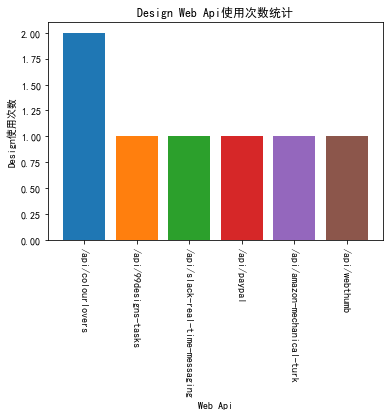 Design Web Api使用次数统计
Design使用次数
2.00
1.75
1.50
1.25
1.00
0.75
0.50
0.25
0.00
/api/colourlovers
/api/99designs-tasks
/api/slack-real-time-messaging
/api/paypal
/api/amazon-mechanical-turk
/api/webthumb
Web Api